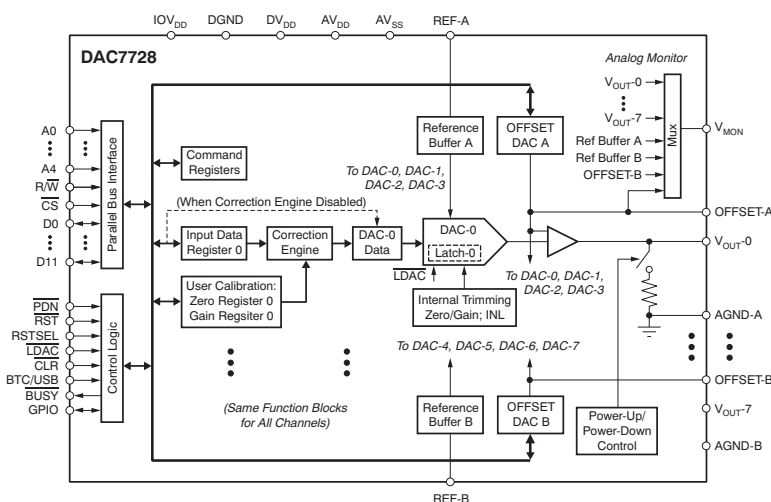 IOVDD DGND DVDD AVDD AVSS REF-A
DAC7728
Analog Monitor
VOUT-0
VOUT-7
Ref Buffer A
Ref Buffer B
OFFSET-B
Mux
VMON
A0
A4
R/W
CS
D0
D11
Parallel Bus Interface
Command
Registers
Reference
Buffer A
OFFSET
DAC A
To DAC-0, DAC-1,
DAC-2, DAC-3
(When Correction Engine Disabled)
Input Data
Register 0
Correction
Engine
DAC-0
Data
DAC-0
Latch-0
LDAC
OFFSET-A
VOUT-0
To DAC-0, DAC-1,
DAC-2, DAC-3
User Calibration:
Zero Register 0
Gain Regsiter 0
Internal Trimming
Zero/Gain; INL
AGND-A
PDN
RST
RSTSEL
LDAC
CLR
BTC/USB
BUSY
GPIO
Control Logic
To DAC-4, DAC-5, DAC-6, DAC-7
(Same Function Blocks
for All Channels)
Reference
Buffer B
OFFSET
DAC B
Power-Up/
Power-Down
Control
OFFSET-B
VOUT-7
AGND-B
REF-B